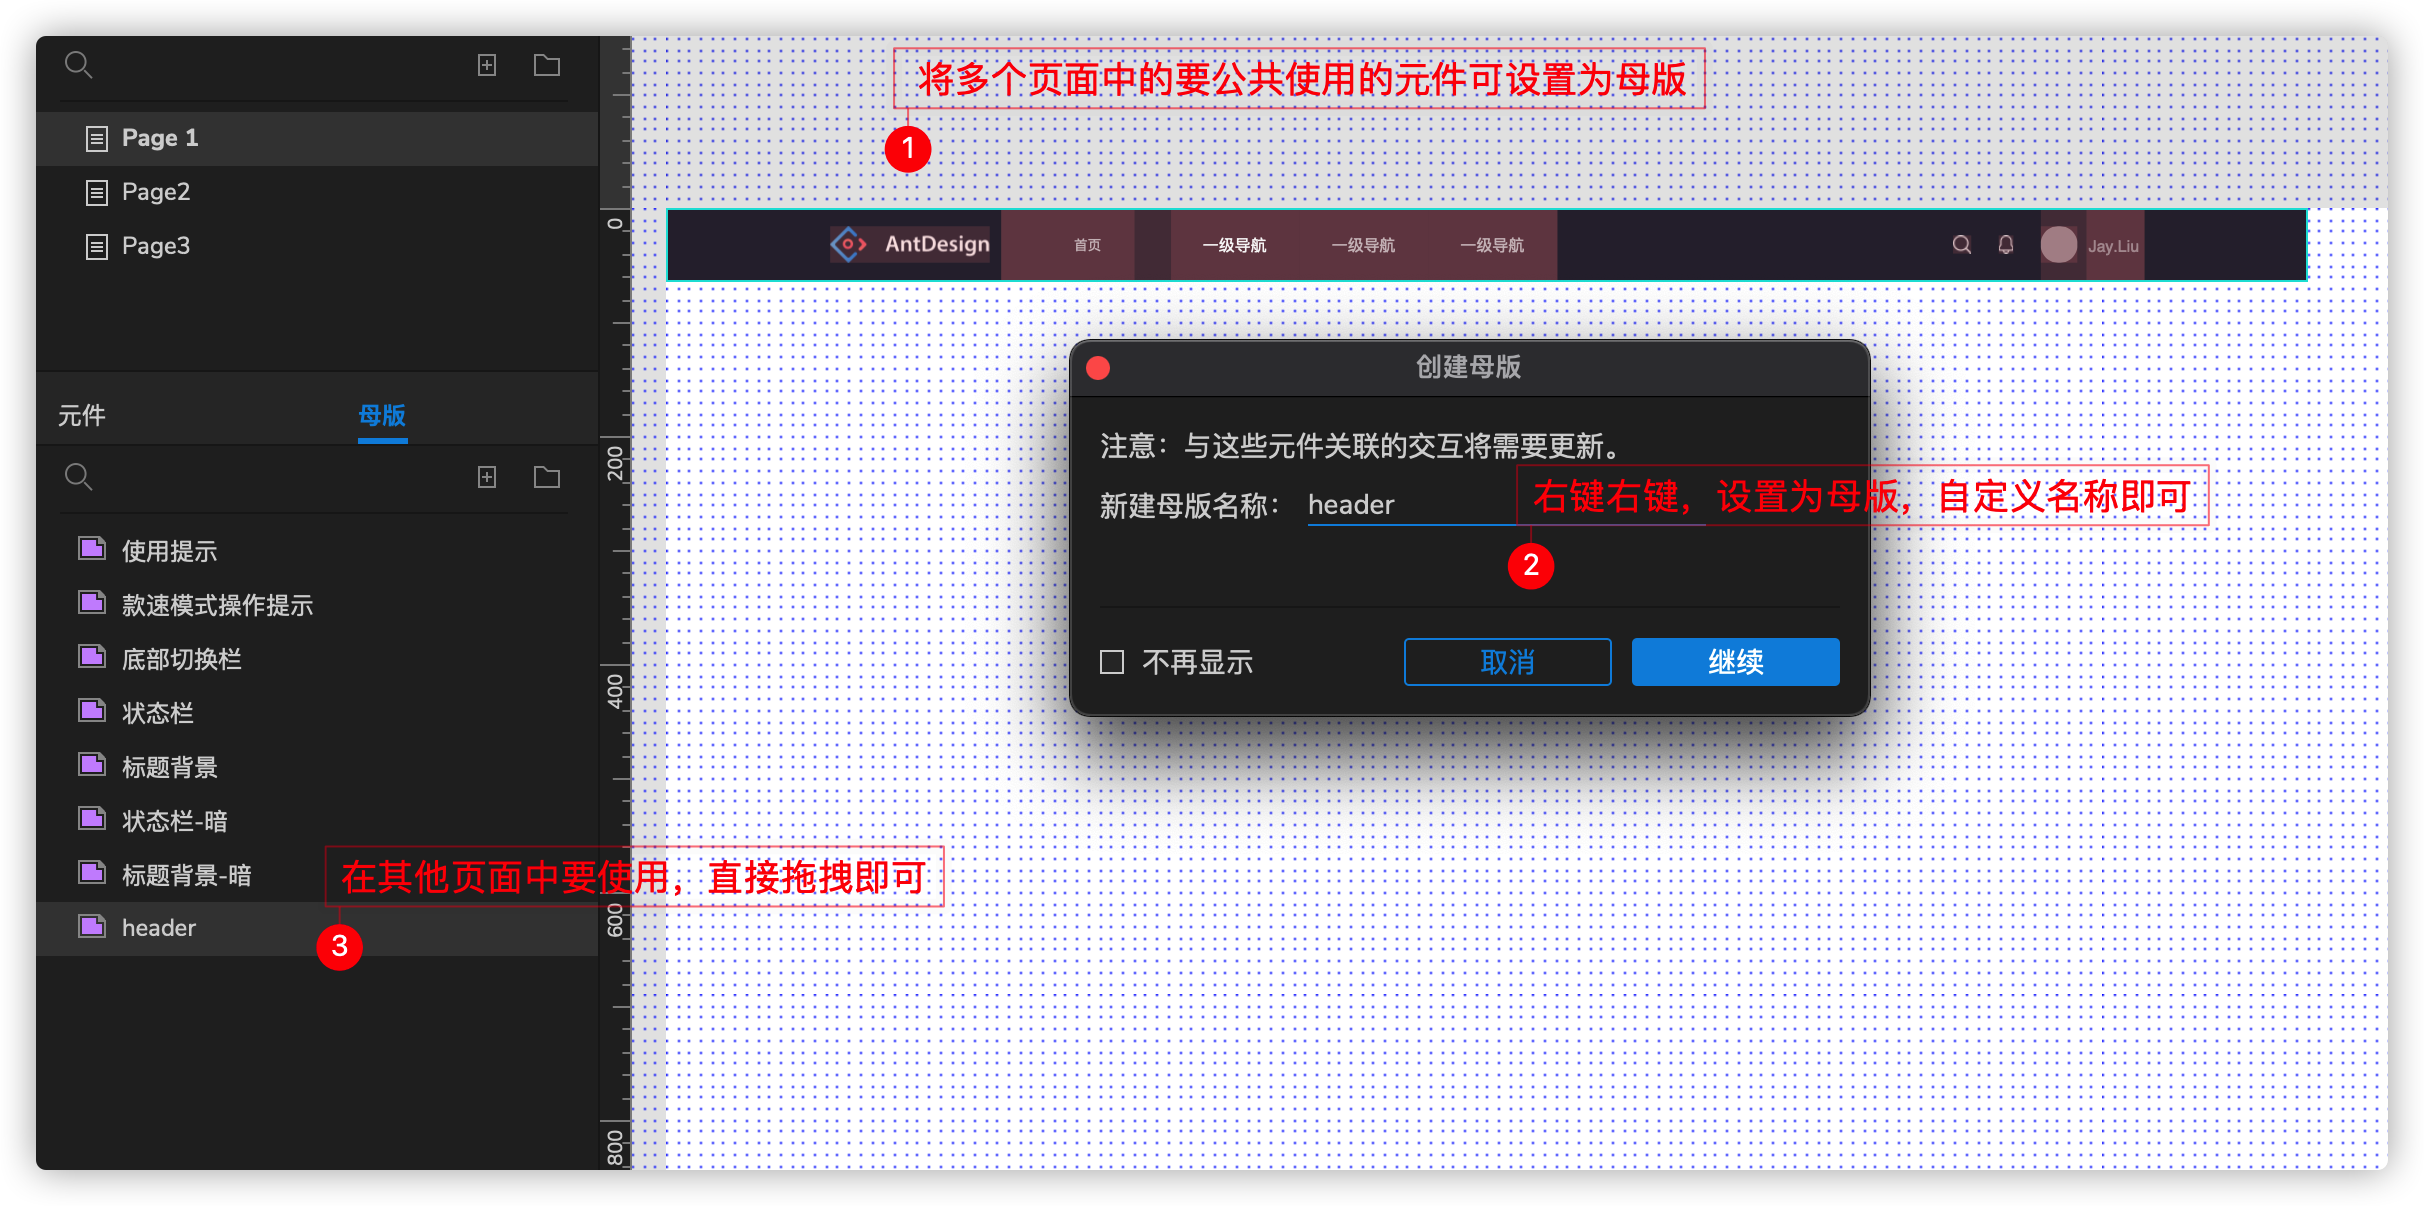 将多个页面中的要公共使用的元件可设置为母版
1
Page 1
Page2
Page3
0
AntDesign
首页
一级导航
一级导航
一级导航
Jay.Liu
创建母版
元件
母版
注意：与这些元件关联的交互将需要更新。
200
新建母版名称：
header
右键右键，设置为母版，自定义名称即可
2
使用提示
款速模式操作提示
底部切换栏
不再显示
取消
继续
400
状态栏
标题背景
状态栏-暗
标题背景-暗
在其他页面中要使用，直接拖拽即可
600
header
3
800